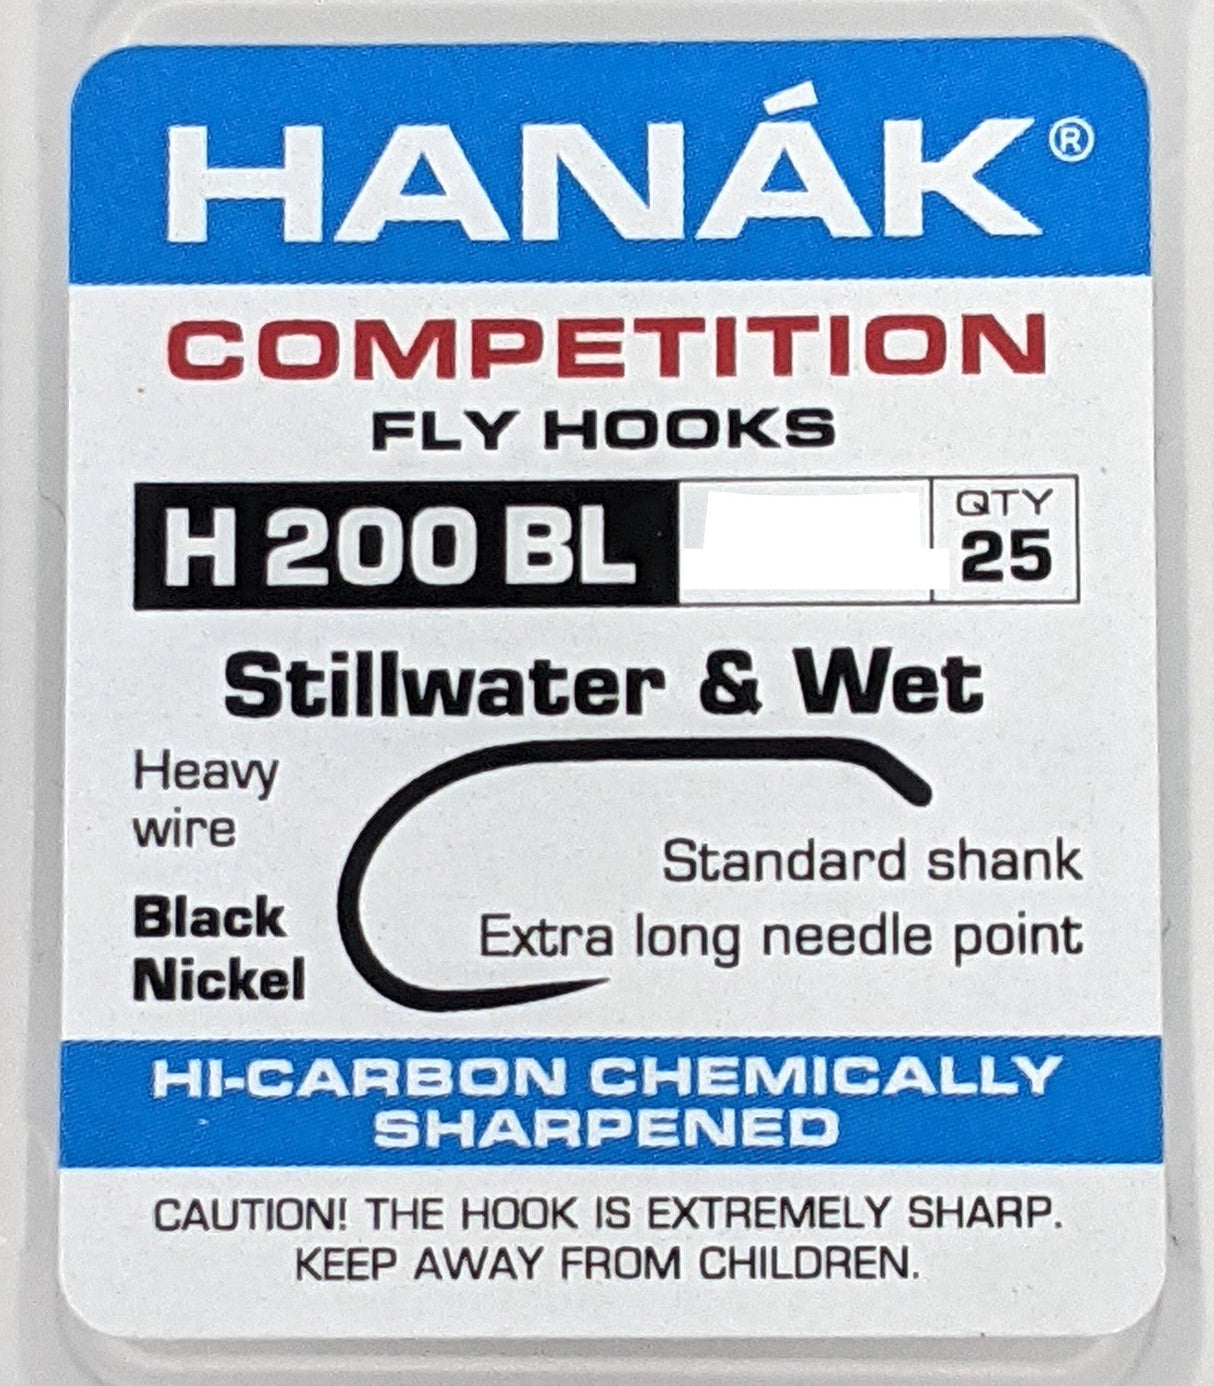 HANÁK®
COMPETITION
FLY HOOKS
H 200 BL
QTY
25
Stillwater & Wet
Heavy
wire
Standard shank
Black
Extra long needle point
Nickel
HI-CARBON CHEMICALLY
SHARPENED
CAUTION! THE HOOK IS EXTREMELY SHARP.
KEEP AWAY FROM CHILDREN.